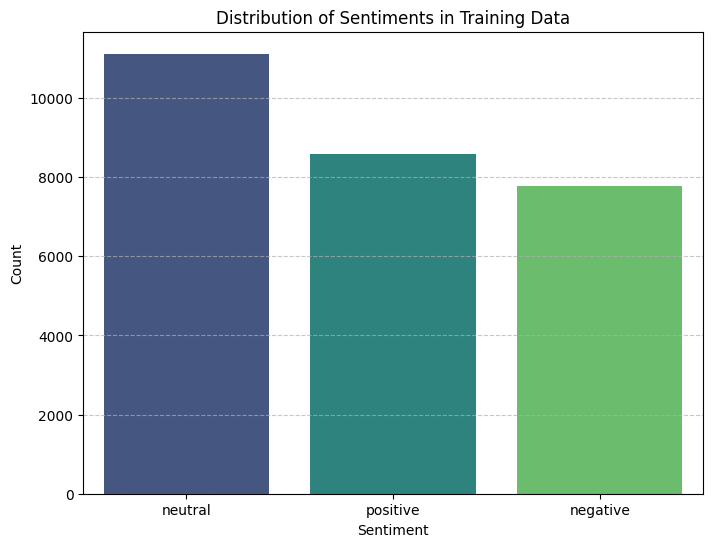 Distribution of Sentiments in Training Data
Count
10000
8000
6000
4000
2000
0
neutral positive negative
Sentiment